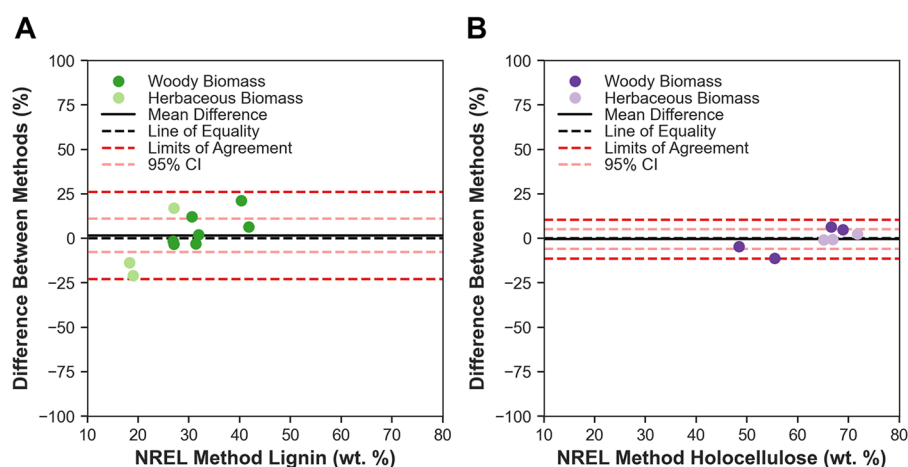 A
Difference Between Methods (%)
100
75
50
25
0
−25
−50
−75
−100
Woody Biomass
Herbaceous Biomass
Mean Difference
Line of Equality
Limits of Agreement
95% CI
10 20 30 40 50 60 70 80
NREL Method Lignin (wt. %)
B
Difference Between Methods (%)
100
75
50
25
0
−25
−50
−75
−100
Woody Biomass
Herbaceous Biomass
Mean Difference
Line of Equality
Limits of Agreement
95% CI
10 20 30 40 50 60 70 80
NREL Method Holocellulose (wt. %)